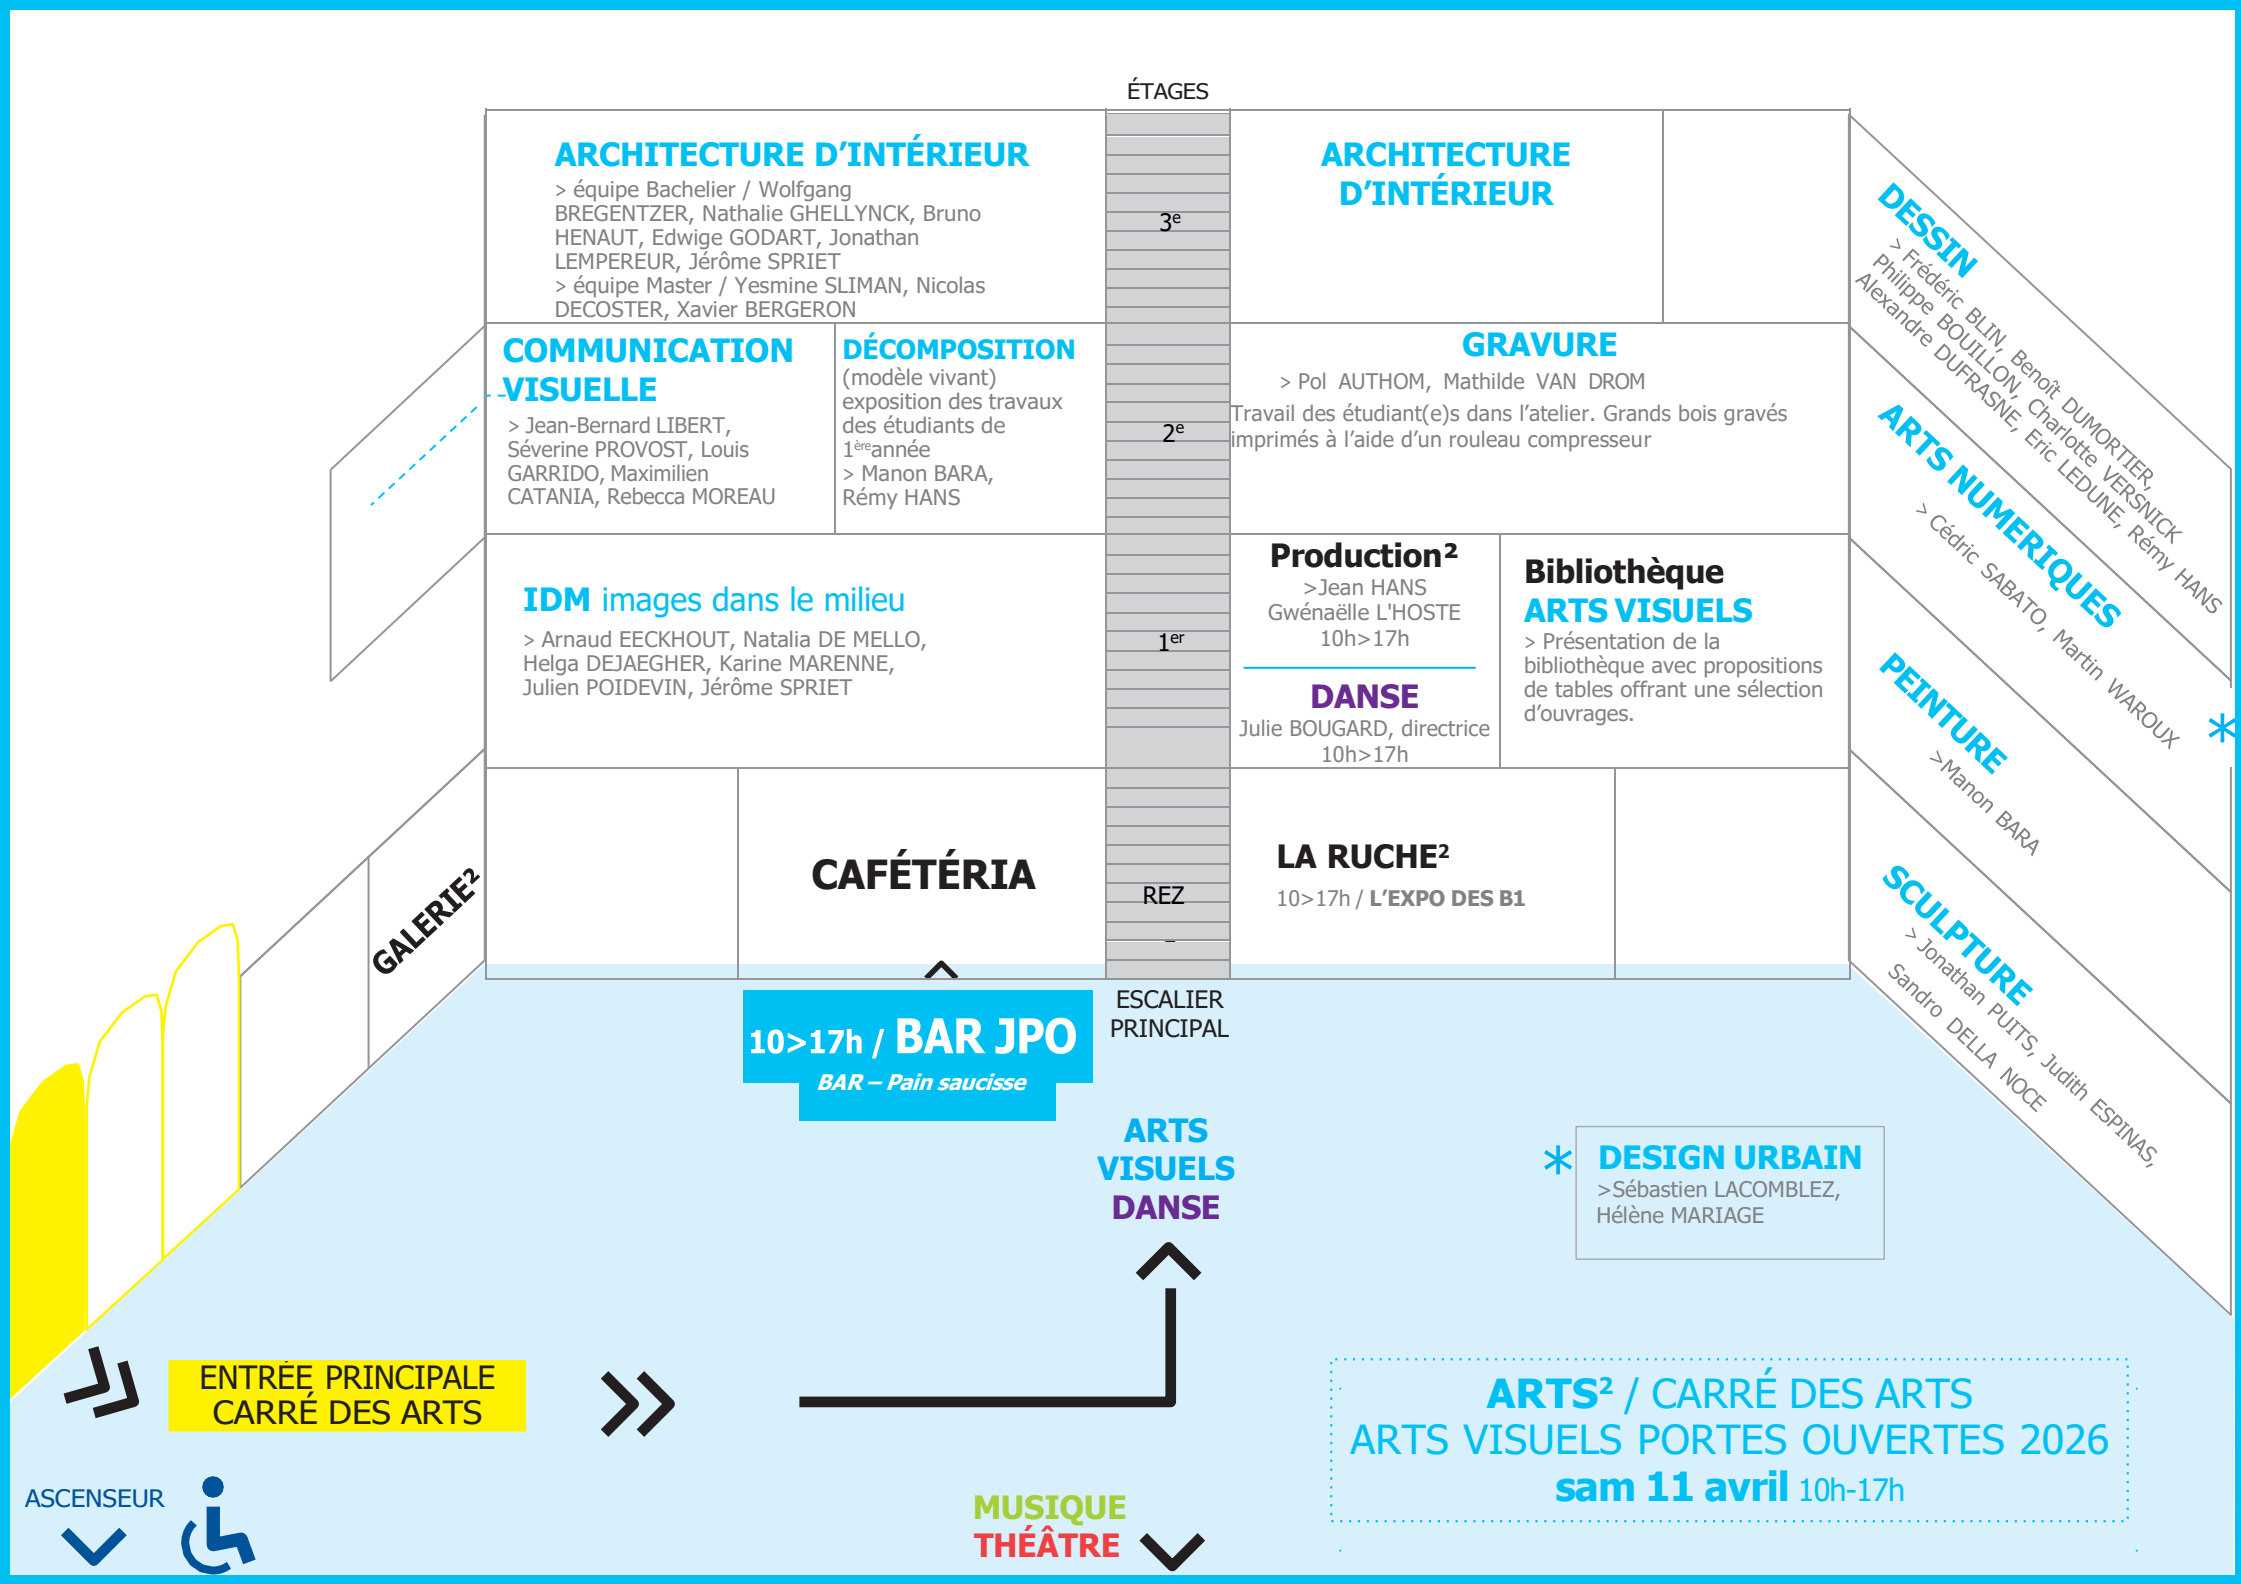 ÉTAGES
ARCHITECTURE D’INTÉRIEUR
> équipe Bachelier / Wolfgang
BREGENTZER, Nathalie GHELLYNCK, Bruno
HENAUT, Edwige GODART, Jonathan
LEMPEREUR, Jérôme SPRIET
> équipe Master / Yesmine SLIMAN, Nicolas
DECOSTER, Xavier BERGERON
3e
ARCHITECTURE
D’INTÉRIEUR
DESSIN
> Frédéric BLIN, Benoît DUMORTIER,
Philippe BOUILLON, Charlotte VERSNICK
Alexandre DUFRASNE, Eric LEDUNE, Rémy HANS
COMMUNICATION
VISUELLE
> Jean-Bernard LIBERT,
Séverine PROVOST, Louis
GARRIDO, Maximilien
CATANIA, Rebecca MOREAU
DÉCOMPOSITION
(modèle vivant)
exposition des travaux
des étudiants de
1èreannée
> Manon BARA,
Rémy HANS
2e
GRAVURE
> Pol AUTHOM, Mathilde VAN DROM
Travail des étudiant(e)s dans l’atelier. Grands bois gravés
imprimés à l’aide d’un rouleau compresseur
ARTS NUMERIQUES
> Cédric SABATO, Martin WAROUX
*
IDM images dans le milieu
> Arnaud EECKHOUT, Natalia DE MELLO,
Helga DEJAEGHER, Karine MARENNE,
Julien POIDEVIN, Jérôme SPRIET
1er
Production²
>Jean HANS
Gwénaëlle L'HOSTE
10h>17h
DANSE
Julie BOUGARD, directrice
10h>17h
Bibliothèque
ARTS VISUELS
> Présentation de la
bibliothèque avec propositions
de tables offrant une sélection
d’ouvrages.
PEINTURE
>Manon BARA
GALERIE²
CAFÉTÉRIA
REZ
LA RUCHE²
10>17h / L’EXPO DES B1
SCULPTURE
> Jonathan PUITS, Judith ESPINAS,
Sandro DELLA NOCE
10>17h / BAR JPO
BAR – Pain saucisse
ESCALIER
PRINCIPAL
ARTS
VISUELS
DANSE
* DESIGN URBAIN
>Sébastien LACOMBLEZ,
Hélène MARIAGE
ENTRÉE PRINCIPALE
CARRÉ DES ARTS
ASCENSEUR
MUSIQUE
THÉÂTRE
ARTS² / CARRÉ DES ARTS
ARTS VISUELS PORTES OUVERTES 2026
sam 11 avril 10h-17h